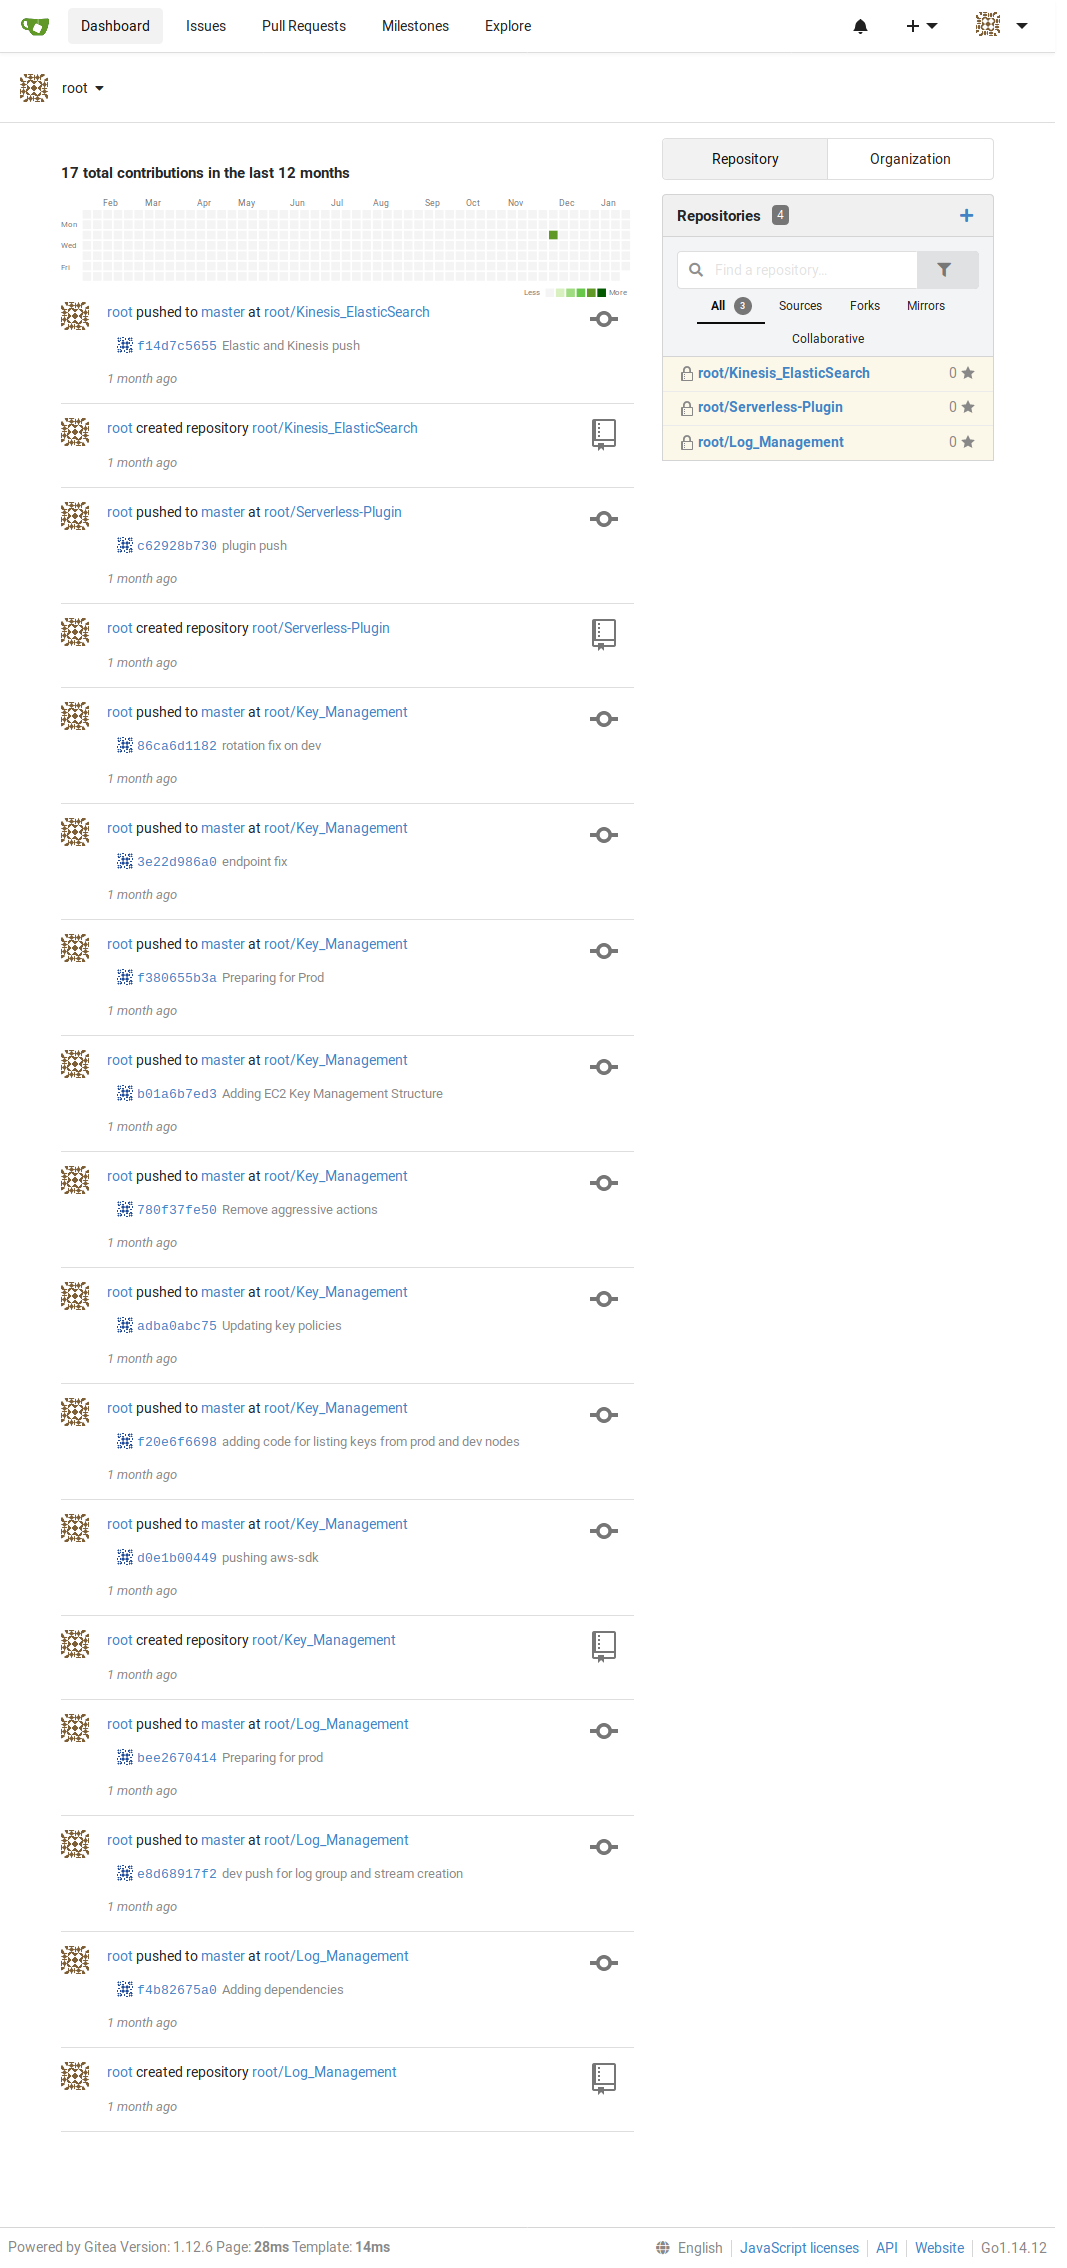 Dashboard Issues Pull Requests Milestones Explore
root
17 total contributions in the last 12 months
Feb Mar Apr May Jun Jul Aug Sep Oct Nov Dec Jan
Mon
Wed
Fri
Less More
root pushed to master at root/Kinesis_ElasticSearch
f14d7c5655 Elastic and Kinesis push
1 month ago
root created repository root/Kinesis_ElasticSearch
1 month ago
root pushed to master at root/Serverless-Plugin
c62928b730 plugin push
1 month ago
root created repository root/Serverless-Plugin
1 month ago
root pushed to master at root/Key_Management
86ca6d1182 rotation fix on dev
1 month ago
root pushed to master at root/Key_Management
3e22d986a0 endpoint fix
1 month ago
root pushed to master at root/Key_Management
f380655b3a Preparing for Prod
1 month ago
root pushed to master at root/Key_Management
b01a6b7ed3 Adding EC2 Key Management Structure
1 month ago
root pushed to master at root/Key_Management
780f37fe50 Remove aggressive actions
1 month ago
root pushed to master at root/Key_Management
adba0abc75 Updating key policies
1 month ago
root pushed to master at root/Key_Management
f20e6f6698 adding code for listing keys from prod and dev nodes
1 month ago
root pushed to master at root/Key_Management
d0e1b00449 pushing aws-sdk
1 month ago
root created repository root/Key_Management
1 month ago
root pushed to master at root/Log_Management
bee2670414 Preparing for prod
1 month ago
root pushed to master at root/Log_Management
e8d68917f2 dev push for log group and stream creation
1 month ago
root pushed to master at root/Log_Management
f4b82675a0 Adding dependencies
1 month ago
root created repository root/Log_Management
1 month ago
Repository Organization
Repositories 4
Find a repository...
All 3 Sources Forks Mirrors
Collaborative
root/Kinesis_ElasticSearch 0
root/Serverless-Plugin 0
root/Log_Management 0
Powered by Gitea Version: 1.12.6 Page: 28ms Template: 14ms
English JavaScript licenses API Website Go1.14.12